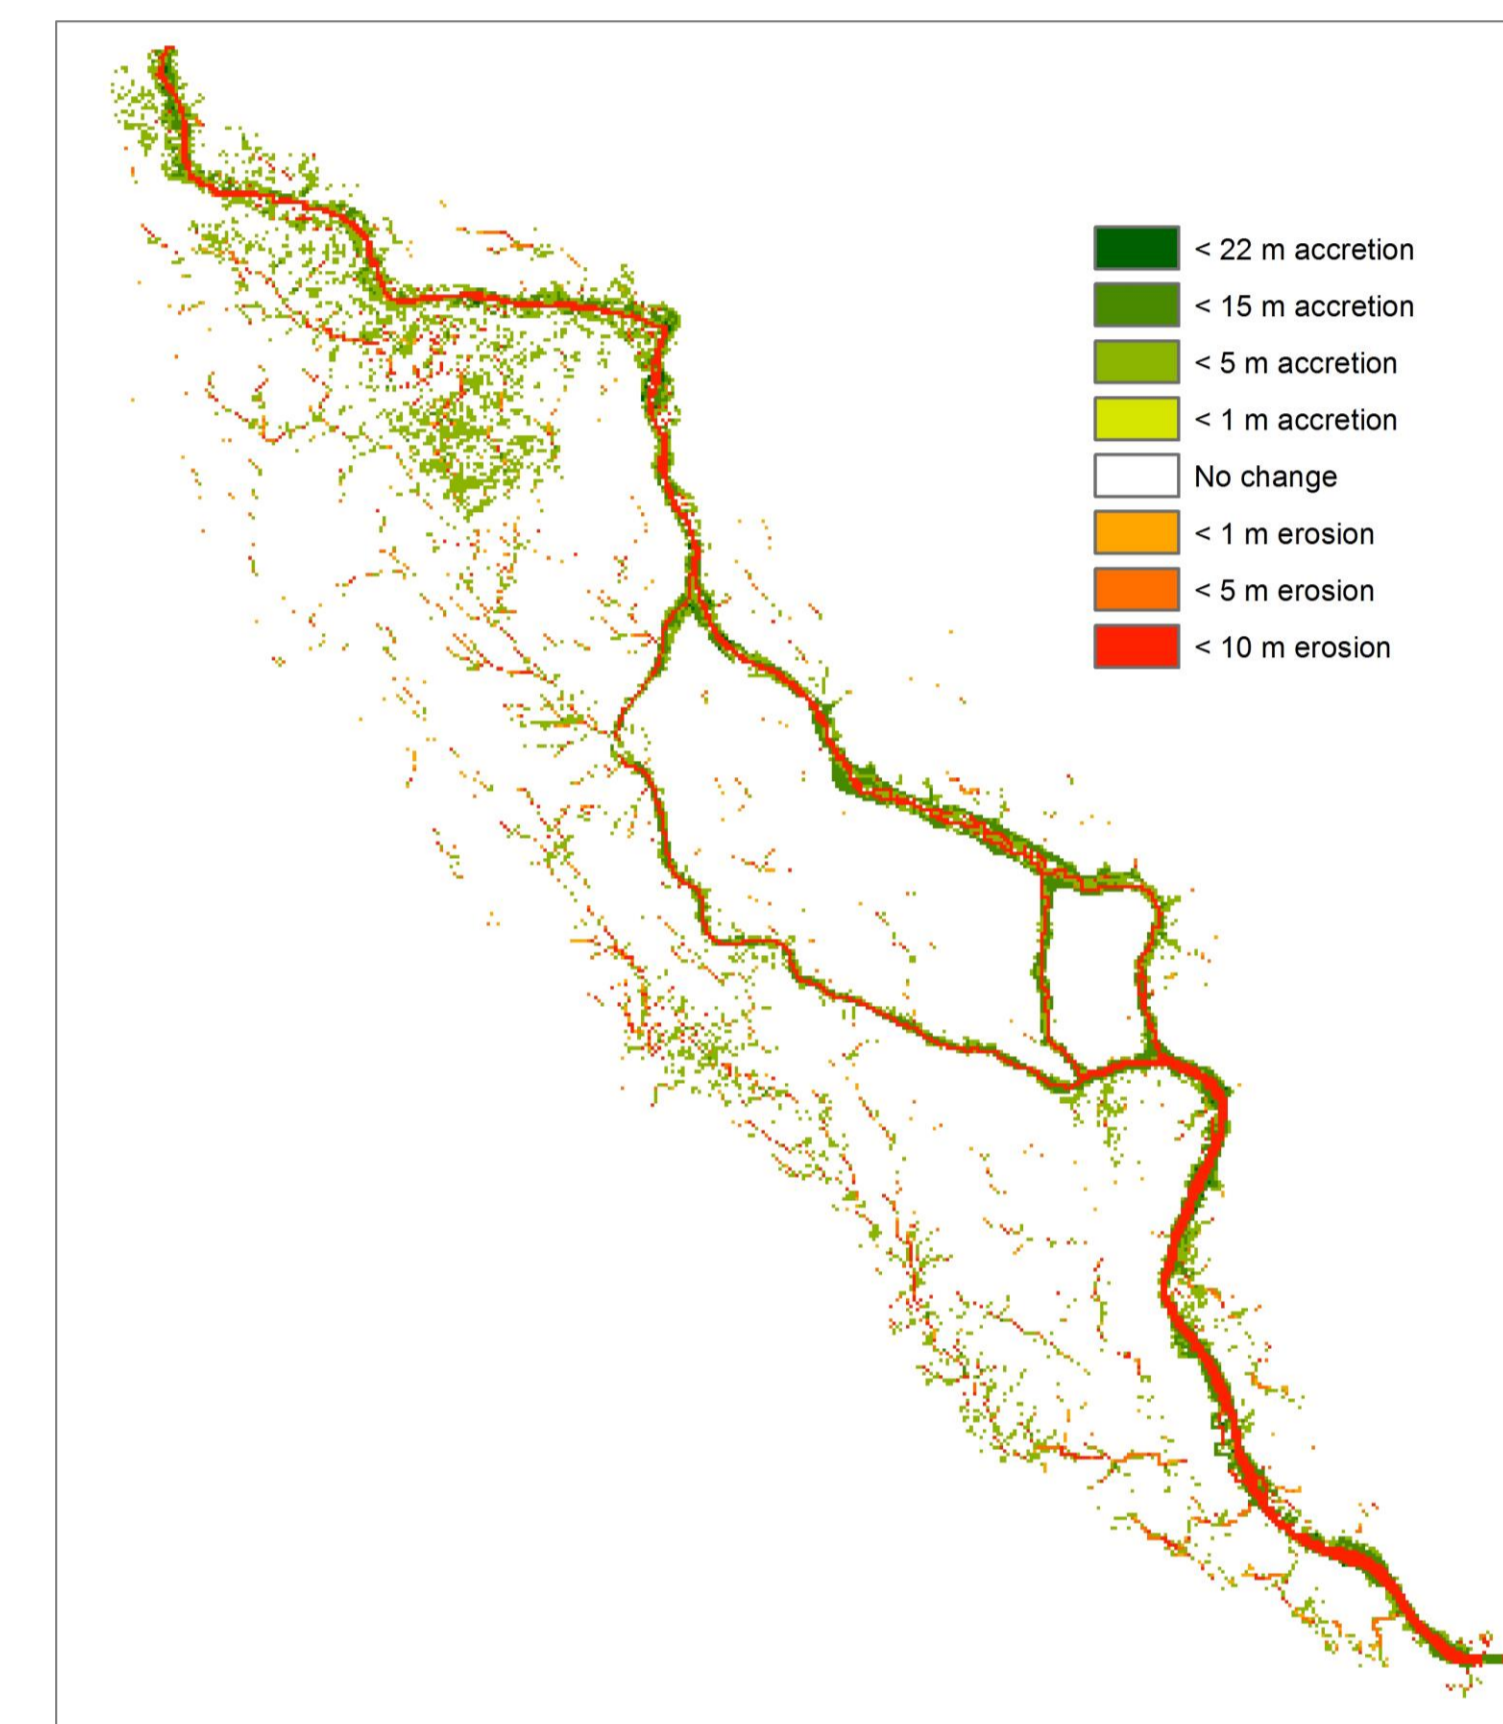 < 22 m accretion
< 15 m accretion
< 5 m accretion
< 1 m accretion
No change
< 1 m erosion
< 5 m erosion
< 10 m erosion